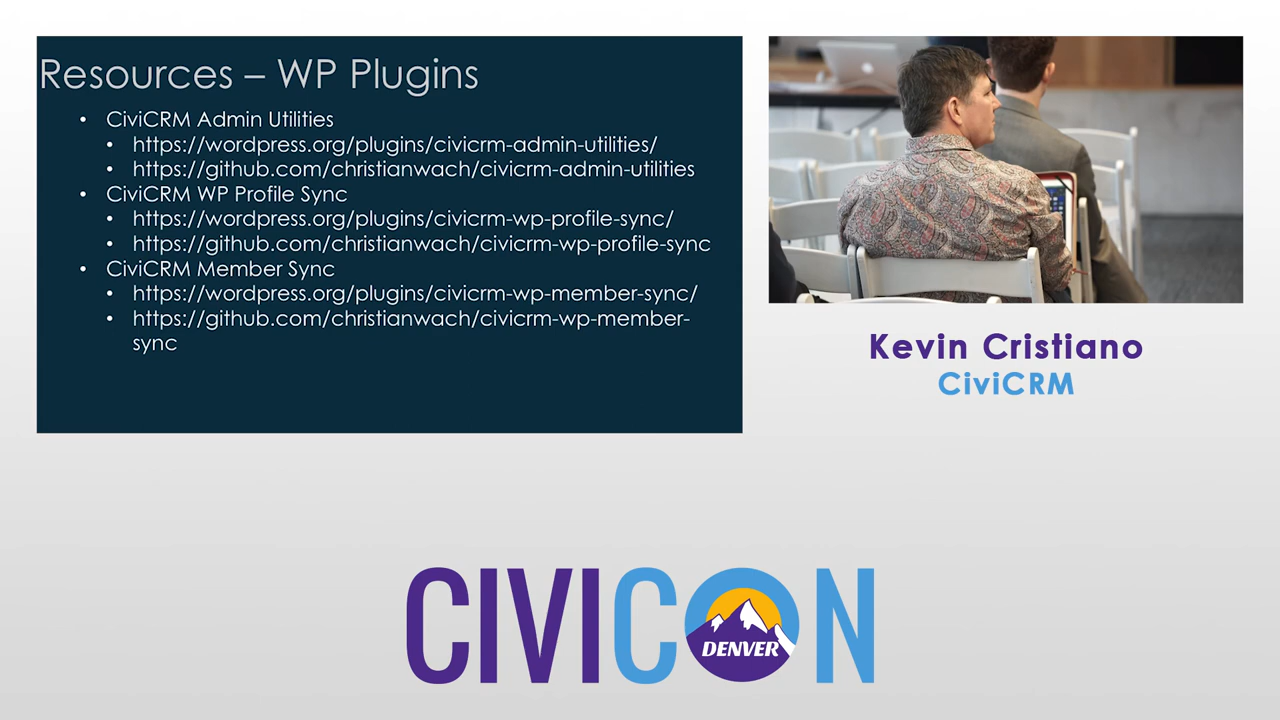 Resources – WP Plugins
• CiviCRM Admin Utilities
• https://wordpress.org/plugins/civicrm-admin-utilities/
• https://github.com/christianwach/civicrm-admin-utilities
• CiviCRM WP Profile Sync
• https://wordpress.org/plugins/civicrm-wp-profile-sync/
• https://github.com/christianwach/civicrm-wp-profile-sync
• CiviCRM Member Sync
• https://wordpress.org/plugins/civicrm-wp-member-sync/
• https://github.com/christianwach/civicrm-wp-member-
sync
Kevin Cristiano
CiviCRM
CIVICON
DENVER